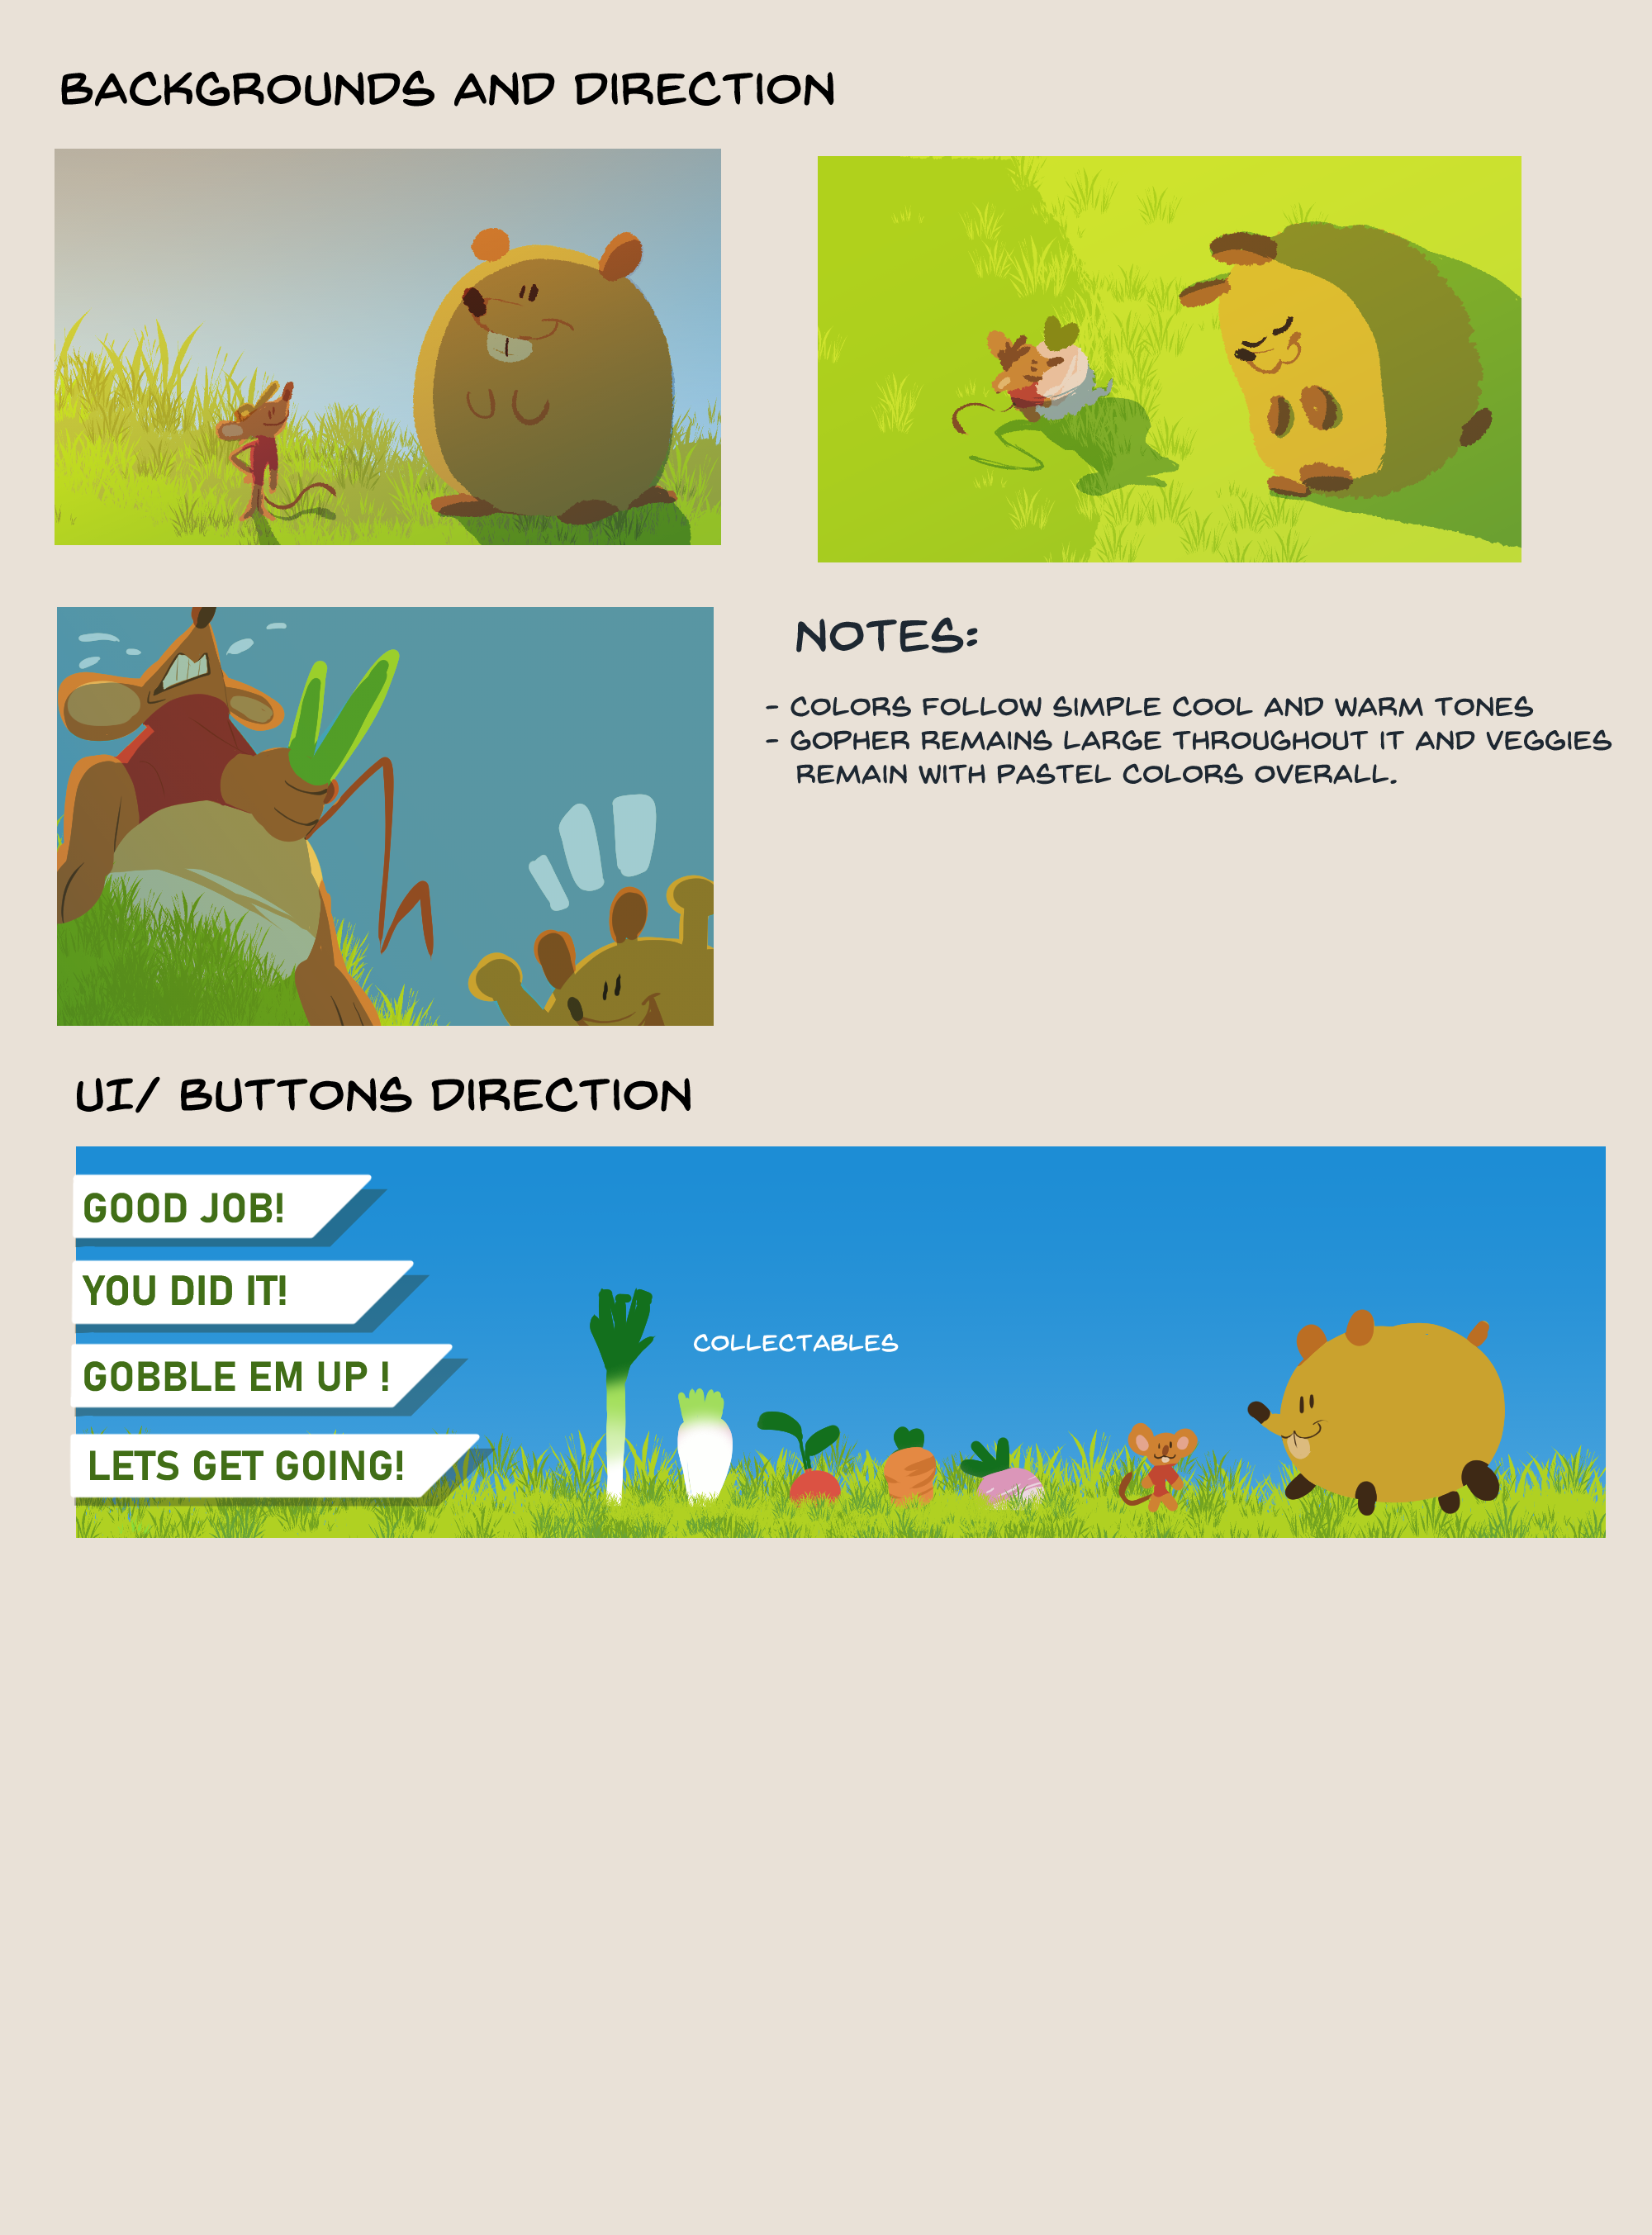 BACKGROUNDS AND DIRECTION
NOTES:
- COLORS FOLLOW SIMPLE COOL AND WARM TONES
- GOPHER REMAINS LARGE THROUGHOUT IT AND VEGGIES
REMAIN WITH PASTEL COLORS OVERALL.
UI/ BUTTONS DIRECTION
GOOD JOB!
YOU DID IT!
GOBBLE EM UP !
LETS GET GOING!
COLLECTABLES